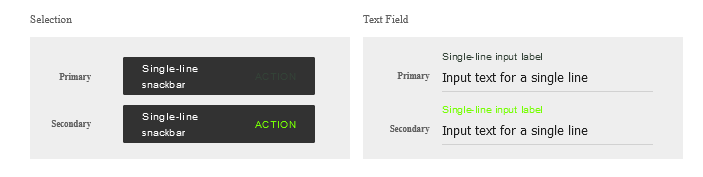 Selection
Primary
Single-line
snackbar
ACTION
Secondary
Single-line
snackbar
ACTION
Text Field
Primary
Single-line input label
Input text for a single line
Secondary
Single-line input label
Input text for a single line